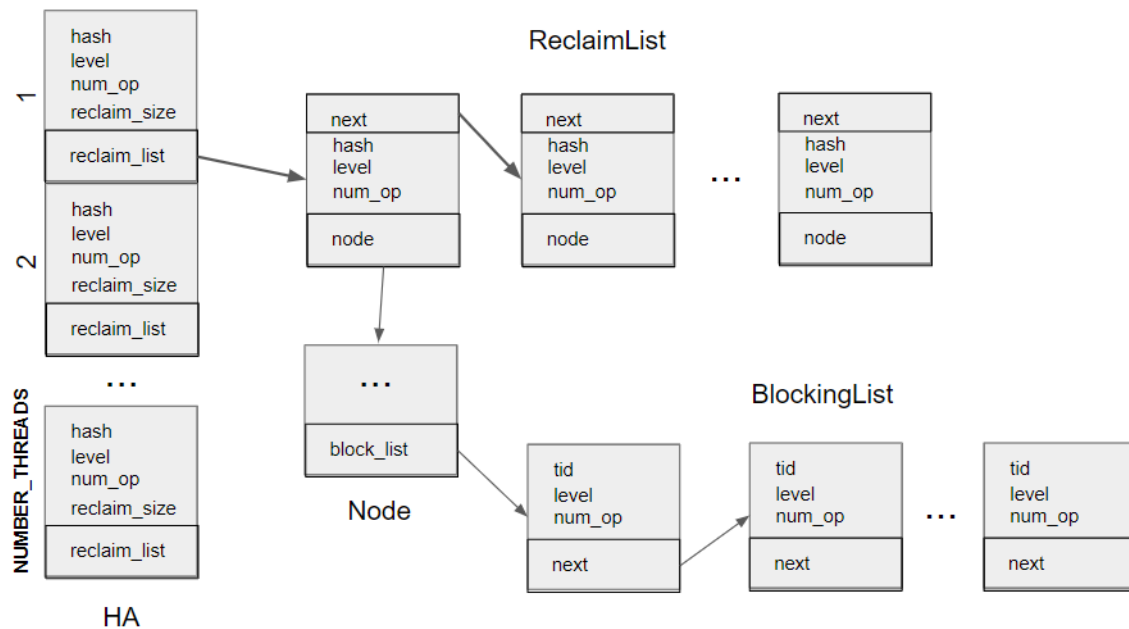 ReclaimList
1
hash
level
num_op
reclaim_size
reclaim_list
2
hash
level
num_op
reclaim_size
reclaim_list
...
NUMBER_THREADS
hash
level
num_op
reclaim_size
reclaim_list
HA
next
hash
level
num_op
node
next
hash
level
num_op
node
...
next
hash
level
num_op
node
...
block_list
Node
BlockingList
tid
level
num_op
next
tid
level
num_op
next
...
tid
level
num_op
next